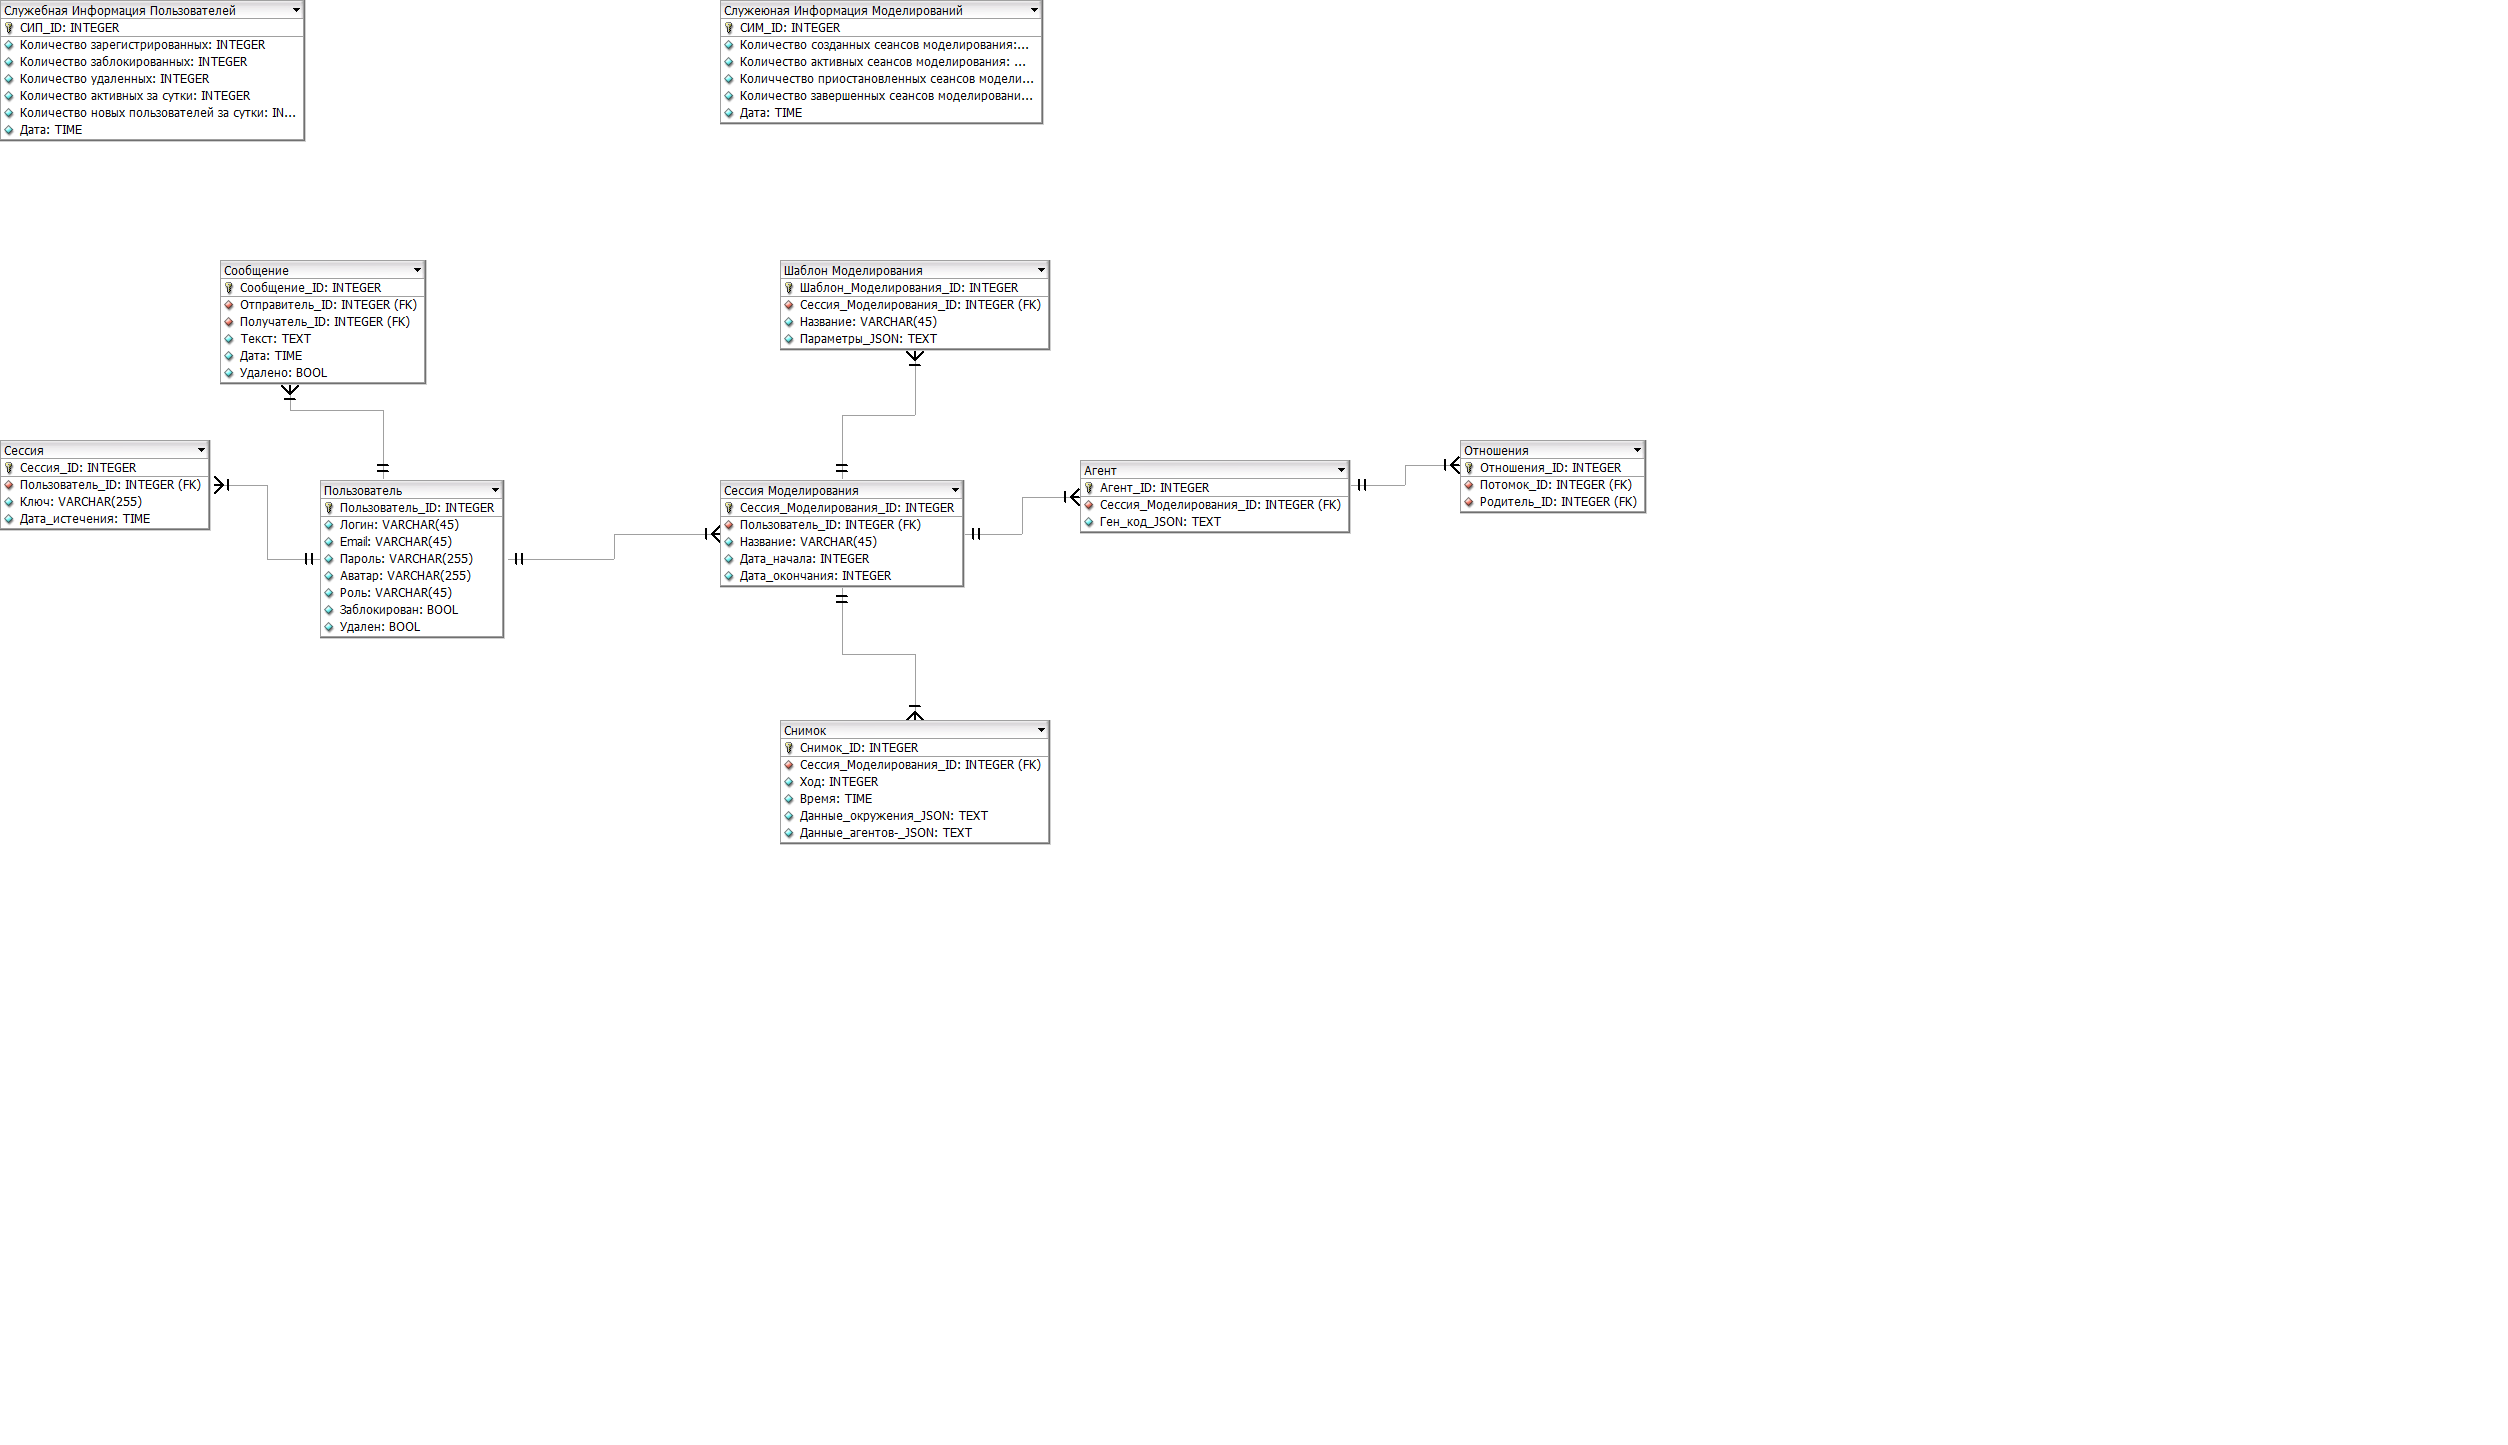 Служебная Информация Пользователей
СИП_ID: INTEGER
Количество зарегистрированных: INTEGER
Количество заблокированных: INTEGER
Количество удаленных: INTEGER
Количество активных за сутки: INTEGER
Количество новых пользователей за сутки: IN...
Дата: TIME
Служеюная Информация Моделирований
СИМ_ID: INTEGER
Количество созданных сеансов моделирования:...
Количество активных сеансов моделирования: ...
Количчество приостановленных сеансов модели...
Количество завершенных сеансов моделировани...
Дата: TIME
Сообщение
Сообщение_ID: INTEGER
Отправитель_ID: INTEGER (FK)
Получатель_ID: INTEGER (FK)
Текст: TEXT
Дата: TIME
Удалено: BOOL
Шаблон Моделирования
Шаблон_Моделирования_ID: INTEGER
Сессия_Моделирования_ID: INTEGER (FK)
Название: VARCHAR(45)
Параметры_JSON: TEXT
Сессия
Сессия_ID: INTEGER
Пользователь_ID: INTEGER (FK)
Ключ: VARCHAR(255)
Дата_истечения: TIME
Пользователь
Пользователь_ID: INTEGER
Логин: VARCHAR(45)
Email: VARCHAR(45)
Пароль: VARCHAR(255)
Аватар: VARCHAR(255)
Роль: VARCHAR(45)
Заблокирован: BOOL
Удален: BOOL
Сессия Моделирования
Сессия_Моделирования_ID: INTEGER
Пользователь_ID: INTEGER (FK)
Название: VARCHAR(45)
Дата_начала: INTEGER
Дата_окончания: INTEGER
Агент
Агент_ID: INTEGER
Сессия_Моделирования_ID: INTEGER (FK)
Ген_код_JSON: TEXT
Отношения
Отношения_ID: INTEGER
Потомок_ID: INTEGER (FK)
Родитель_ID: INTEGER (FK)
Снимок
Снимок_ID: INTEGER
Сессия_Моделирования_ID: INTEGER (FK)
Ход: INTEGER
Время: TIME
Данные_окружения_JSON: TEXT
Данные_агентов-_JSON: TEXT